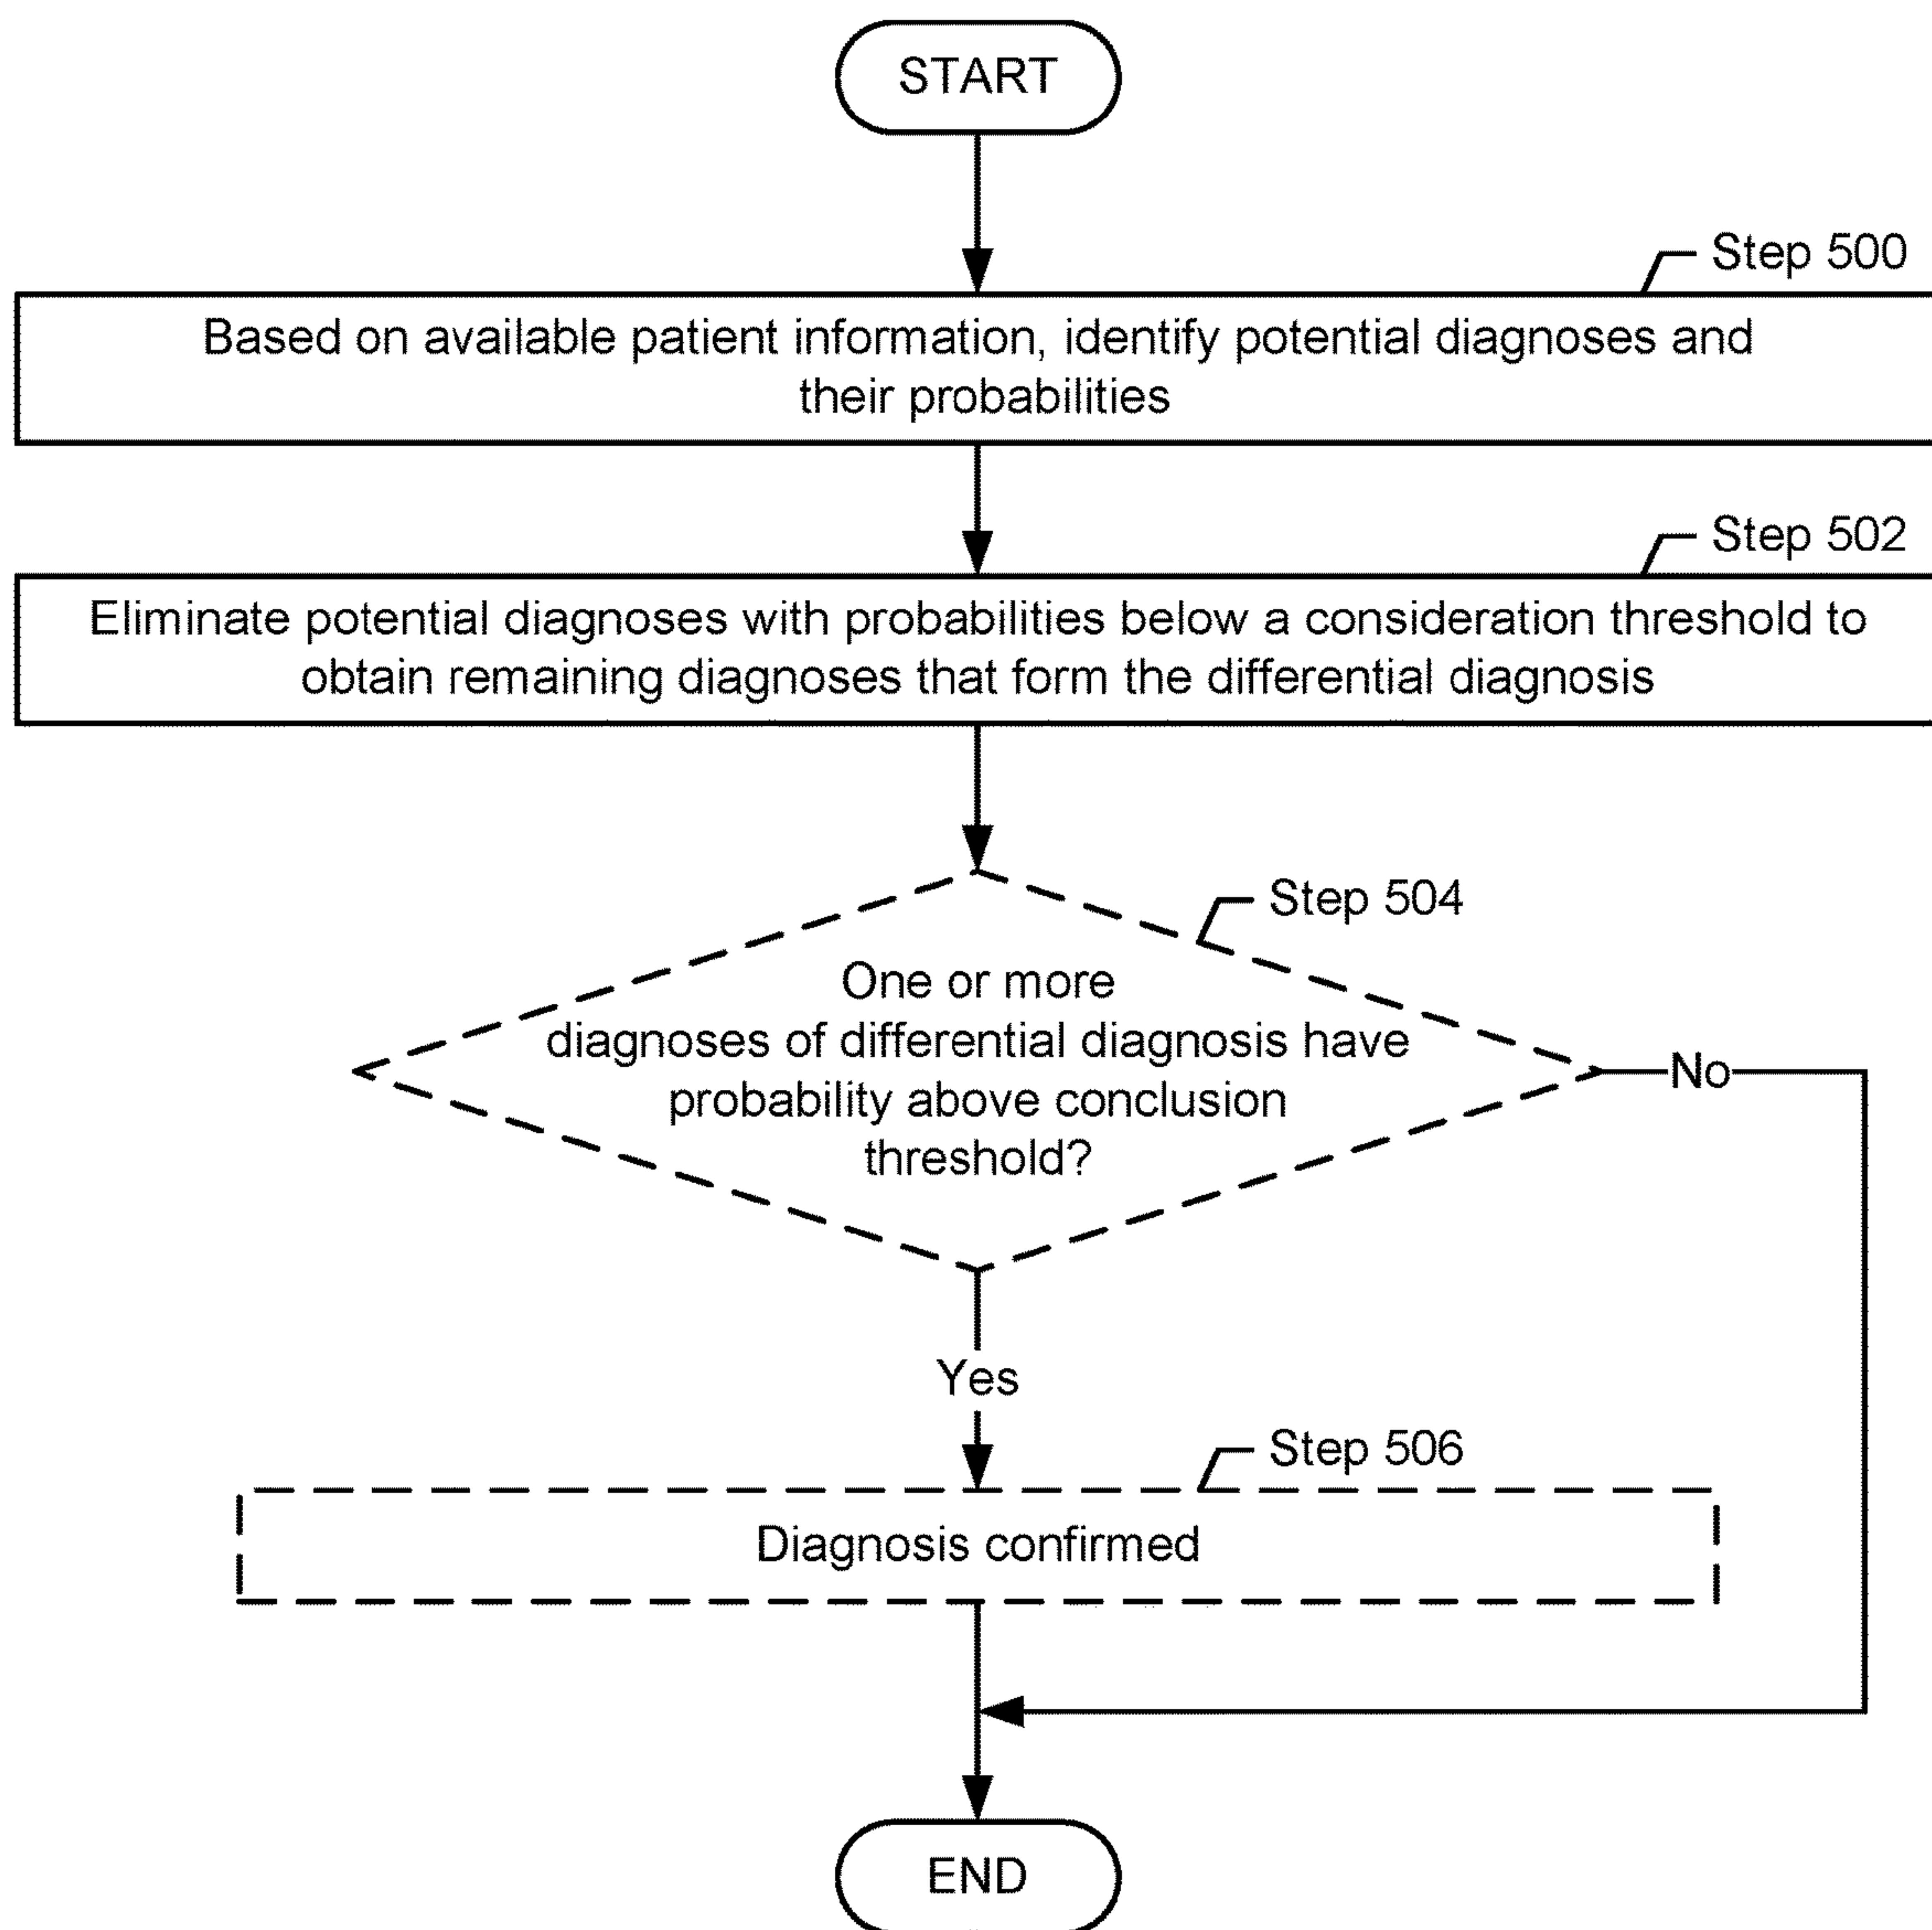 START
Step 500
Based on available patient information, identify potential diagnoses and
their probabilities
Step 502
Eliminate potential diagnoses with probabilities below a consideration threshold to
obtain remaining diagnoses that form the differential diagnosis
Step 504
One or more
diagnoses of differential diagnosis have
probability above conclusion
threshold?
No
Yes
Step 506
Diagnosis confirmed
END